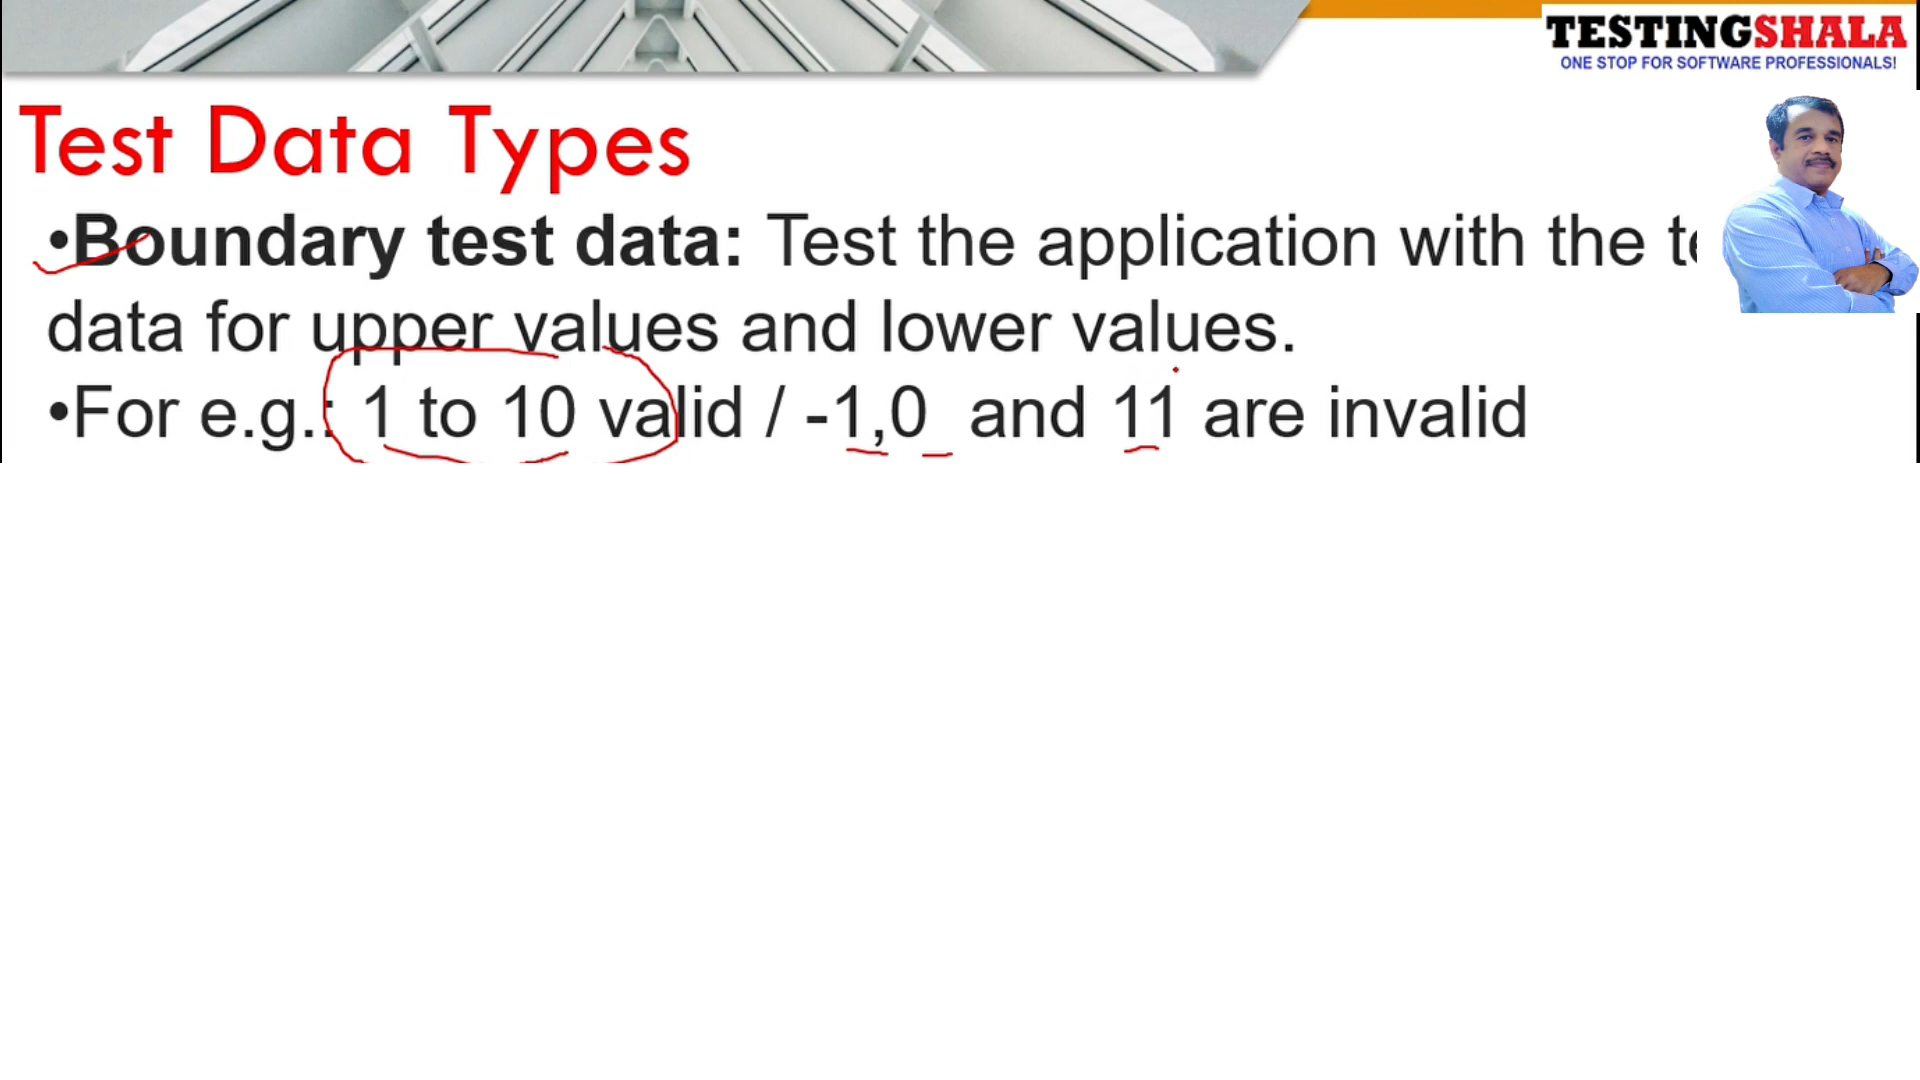 TESTINGSHALA
ONE STOP FOR SOFTWARE PROFESSIONALS!
Test Data Types
•Boundary test data: Test the application with the
data for upper values and lower values.
•For e.g.: 1 to 10 valid / -1,0 and 11 are invalid